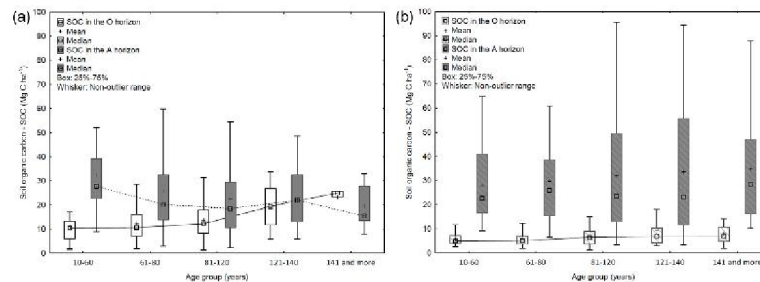 (a)
SOC in the O horizon
Mean
Median
SOC in the A horizon
Mean
Median
Box: 25%-75%
Whisker: Non-outlier range
Soil organic carbon - SOC (Mg C ha⁻¹)
100
90
80
70
60
50
40
30
20
10
0
10-60
61-80
81-120
121-140
141 and more
Age group (years)
(b)
SOC in the O horizon
Mean
Median
SOC in the A horizon
Mean
Median
Box: 25%-75%
Whisker: Non-outlier range
Soil organic carbon - SOC (Mg C ha⁻¹)
100
90
80
70
60
50
40
30
20
10
0
10-60
61-80
81-120
121-140
141 and more
Age group (years)